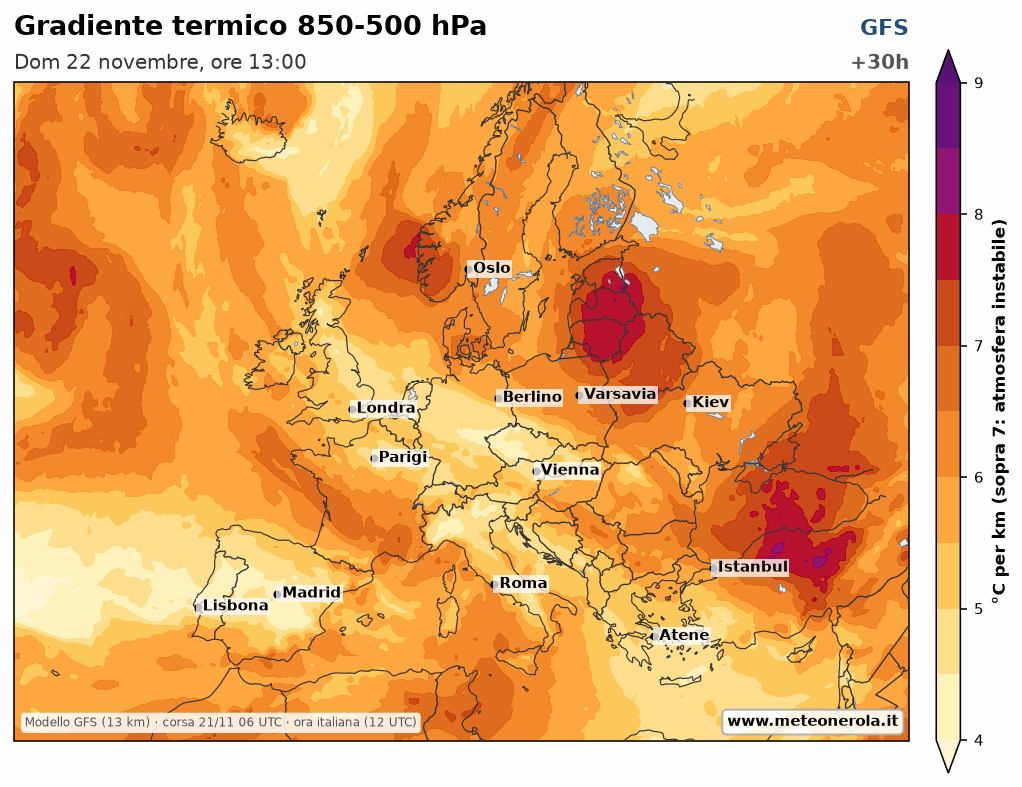 Gradiente termico 850-500 hPa
GFS
Dom 22 novembre, ore 13:00
+30h
9
8
7
6
5
4
°C per km (sopra 7: atmosfera instabile)
Oslo
Berlino
Varsavia
Kiev
Londra
Parigi
Vienna
Istanbul
Roma
Madrid
Lisbona
Atene
Modello GFS (13 km) · corsa 21/11 06 UTC · ora italiana (12 UTC)
www.meteonerola.it